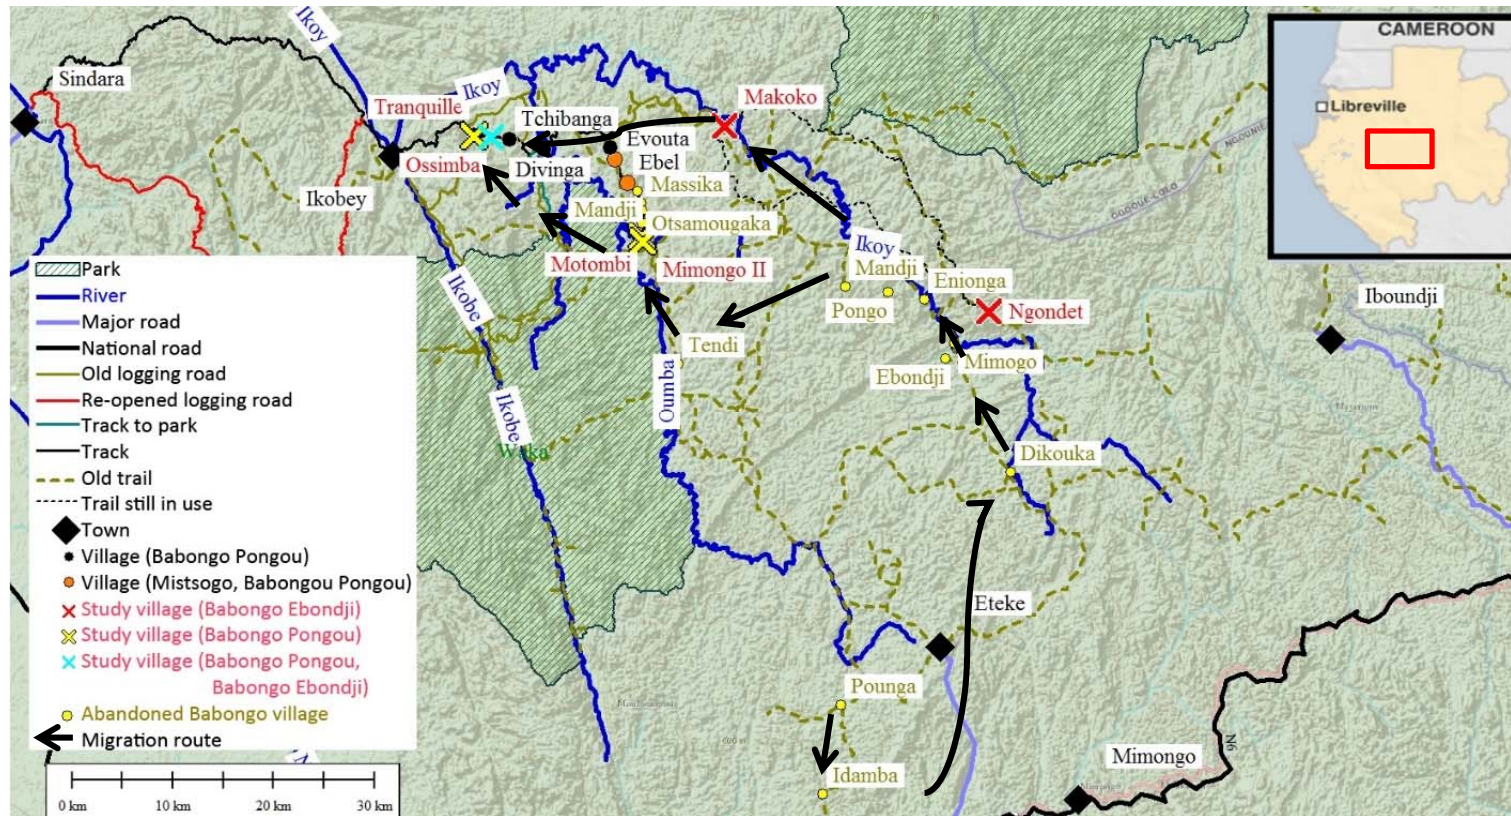 Sindara
Ikoy
Tranquille
Ikoy
Tchibanga
Makoko
Evouta
Ebel
Ossimba
Divinga
Massika
Ikobey
Mandji
Otsamougaka
Motombi
Mimongo II
Ikoy
Mandji
Enionga
Pongo
Ngondet
Iboundji
Ikobe
Tendi
Ebondji
Mimogo
Oumba
Ikobe
Waka
Dikouka
Eteke
Pounga
Idamba
Mimongo
N6
NGOUNIE
OGOOUE-LOLO
CAMEROON
Libreville
Park
River
Major road
National road
Old logging road
Re-opened logging road
Track to park
Track
Old trail
Trail still in use
Town
Village (Babongo Pongou)
Village (Mistsogo, Babongou Pongou)
Study village (Babongo Ebondji)
Study village (Babongo Pongou)
Study village (Babongo Pongou,
Babongo Ebondji)
Abandoned Babongo village
Migration route
0 km
10 km
20 km
30 km